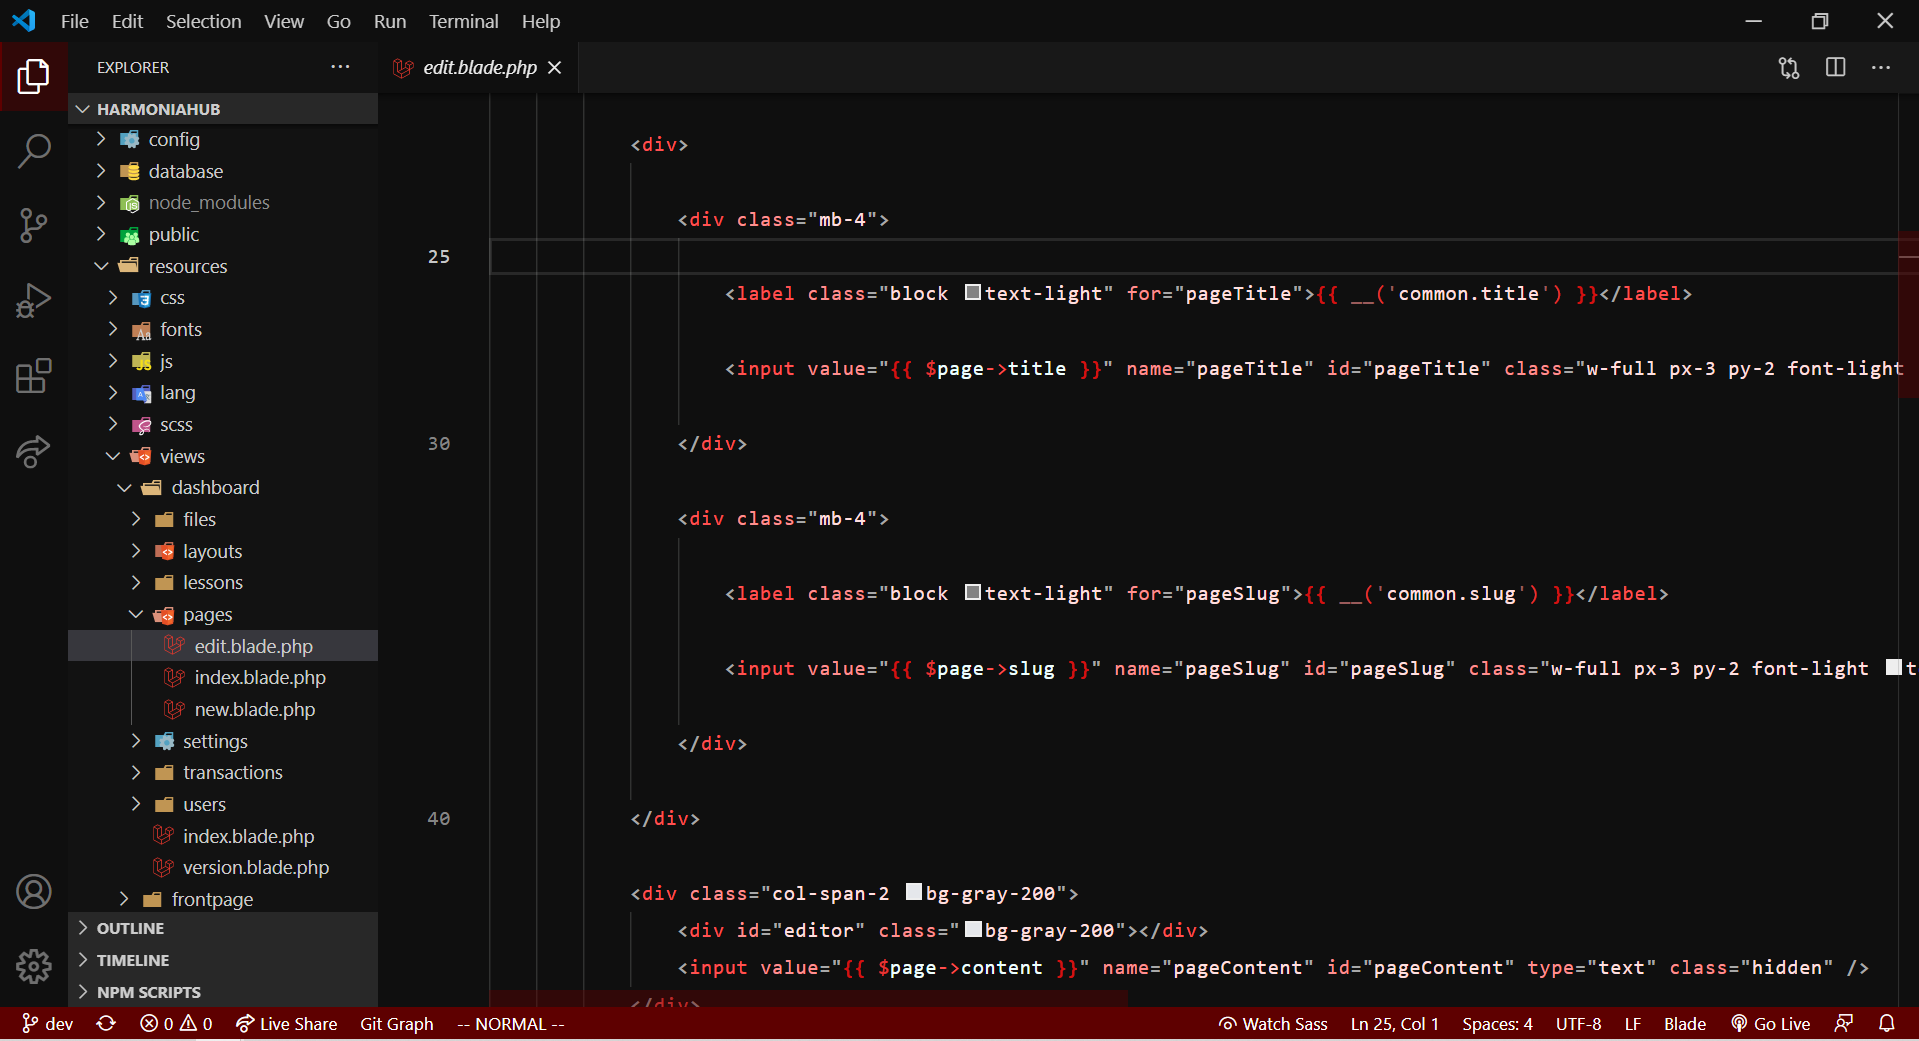 File Edit Selection View Go Run Terminal Help
EXPLORER
edit.blade.php
HARMONIAHUB
config
database
node_modules
public
resources
css
fonts
js
lang
scss
views
dashboard
files
layouts
lessons
pages
edit.blade.php
index.blade.php
new.blade.php
settings
transactions
users
index.blade.php
version.blade.php
frontpage
OUTLINE
TIMELINE
NPM SCRIPTS
<div>
<div class="mb-4">
25
<label class="block text-light" for="pageTitle">{{ __('common.title') }}</label>
<input value="{{ $page->title }}" name="pageTitle" id="pageTitle" class="w-full px-3 py-2 font-light
30 </div>
<div class="mb-4">
<label class="block text-light" for="pageSlug">{{ __('common.slug') }}</label>
<input value="{{ $page->slug }}" name="pageSlug" id="pageSlug" class="w-full px-3 py-2 font-light t
</div>
40 </div>
<div class="col-span-2 bg-gray-200">
<div id="editor" class="bg-gray-200"></div>
<input value="{{ $page->content }}" name="pageContent" id="pageContent" type="text" class="hidden" />
</div>
dev 0 0 Live Share Git Graph -- NORMAL -- Watch Sass Ln 25, Col 1 Spaces: 4 UTF-8 LF Blade Go Live